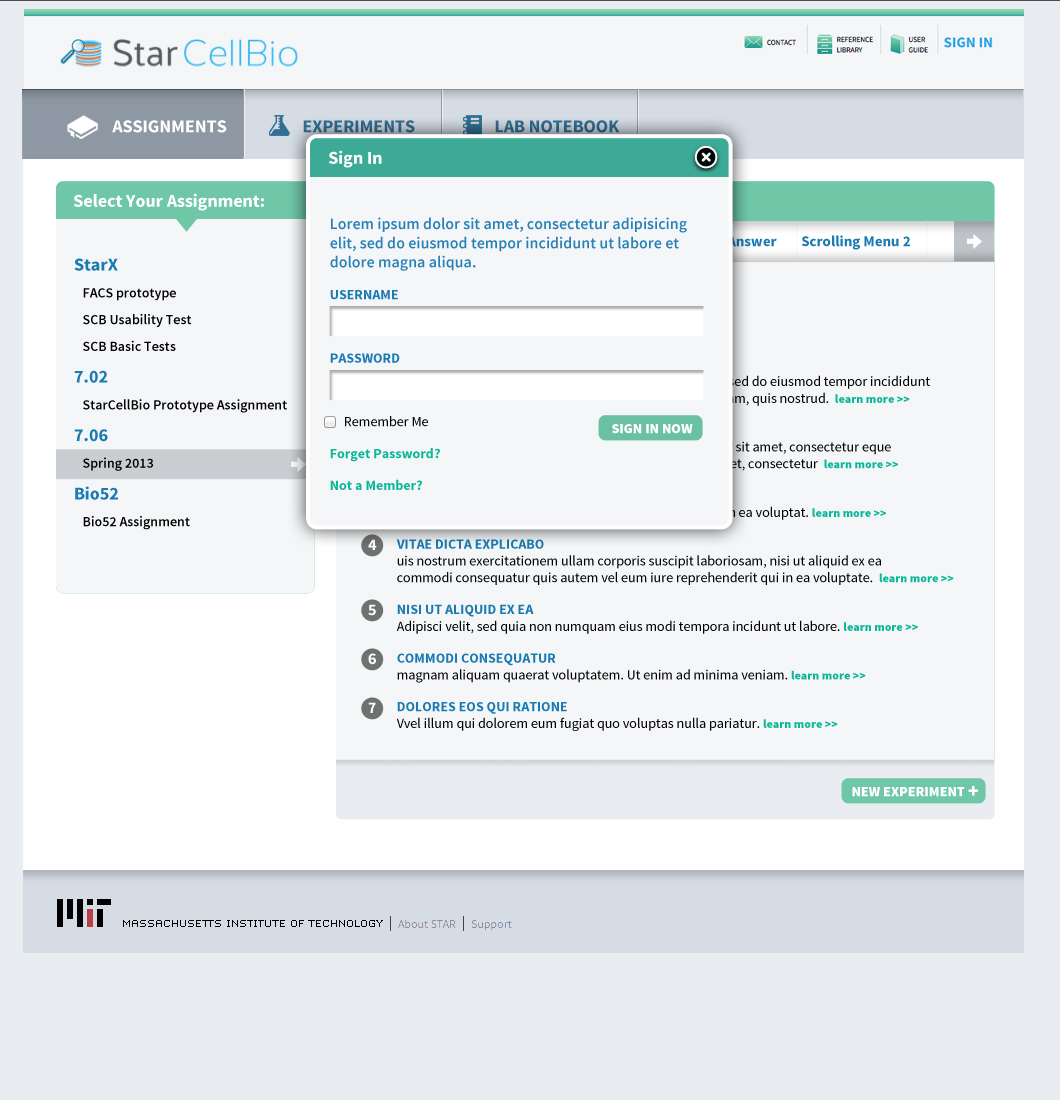 StarCellBio
CONTACT
REFERENCE
LIBRARY
USER
GUIDE
SIGN IN
ASSIGNMENTS
EXPERIMENTS
LAB NOTEBOOK
Sign In
Lorem ipsum dolor sit amet, consectetur adipisicing
elit, sed do eiusmod tempor incididunt ut labore et
dolore magna aliqua.
USERNAME
PASSWORD
Remember Me
SIGN IN NOW
Forget Password?
Not a Member?
Select Your Assignment:
StarX
FACS prototype
SCB Usability Test
SCB Basic Tests
7.02
StarCellBio Prototype Assignment
7.06
Spring 2013
Bio52
Bio52 Assignment
Answer
Scrolling Menu 2
sed do eiusmod tempor incididunt
quis nostrud. learn more >>
sit amet, consectetur eque
consectetur learn more >>
ea voluptat. learn more >>
4 VITAE DICTA EXPLICABO
uis nostrum exercitationem ullam corporis suscipit laboriosam, nisi ut aliquid ex ea
commodi consequatur quis autem vel eum iure reprehenderit qui in ea voluptate. learn more >>
5 NISI UT ALIQUID EX EA
Adipisci velit, sed quia non numquam eius modi tempora incidunt ut labore. learn more >>
6 COMMODI CONSEQUATUR
magnam aliquam quaerat voluptatem. Ut enim ad minima veniam. learn more >>
7 DOLORES EOS QUI RATIONE
Vvel illum qui dolorem eum fugiat quo voluptas nulla pariatur. learn more >>
NEW EXPERIMENT +
MIT MASSACHUSETTS INSTITUTE OF TECHNOLOGY | About STAR | Support